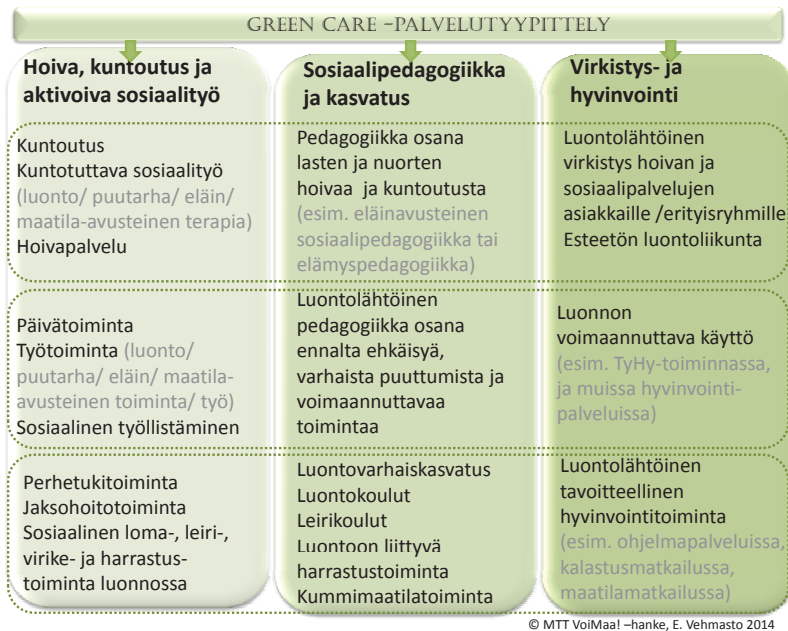 GREEN CARE –PALVELUTYYPITTELY
Hoiva, kuntoutus ja
aktivoiva sosiaalityö
Kuntoutus
Kuntotuttava sosiaalityö
(luonto/ puutarha/ eläin/
maatila-avusteinen terapia)
Hoivapalvelu
Päivätoiminta
Työtoiminta (luonto/
puutarha/ eläin/ maatila-
avusteinen toiminta/ työ)
Sosiaalinen työllistäminen
Perhetukitoiminta
Jaksohoitotoiminta
Sosiaalinen loma-, leiri-,
virike- ja harrastus-
toiminta luonnossa
Sosiaalipedagogiikka
ja kasvatus
Pedagogiikka osana
lasten ja nuorten
hoivaa ja kuntoutusta
(esim. eläinavusteinen
sosiaalipedagogiikka tai
elämyspedagogiikka)
Luontolähtöinen
pedagogiikka osana
ennalta ehkäisyä,
varhaista puuttumista ja
voimaannuttavaa
toimintaa
Luontovarhaiskasvatus
Luontokoulut
Leirikoulut
Luontoon liittyvä
harrastustoiminta
Kummimaatilatoiminta
Virkistys- ja
hyvinvointi
Luontolähtöinen
virkistys hoivan ja
sosiaalipalvelujen
asiakkaille /erityisryhmille
Esteetön luontoliikunta
Luonnon
voimaannuttava käyttö
(esim. TyHy-toiminnassa,
ja muissa hyvinvointi-
palveluissa)
Luontolähtöinen
tavoitteellinen
hyvinvointitoiminta
(esim. ohjelmapalveluissa,
kalastusmatkailussa,
maatilamatkailussa)
© MTT VoiMaa! –hanke, E. Vehmasto 2014